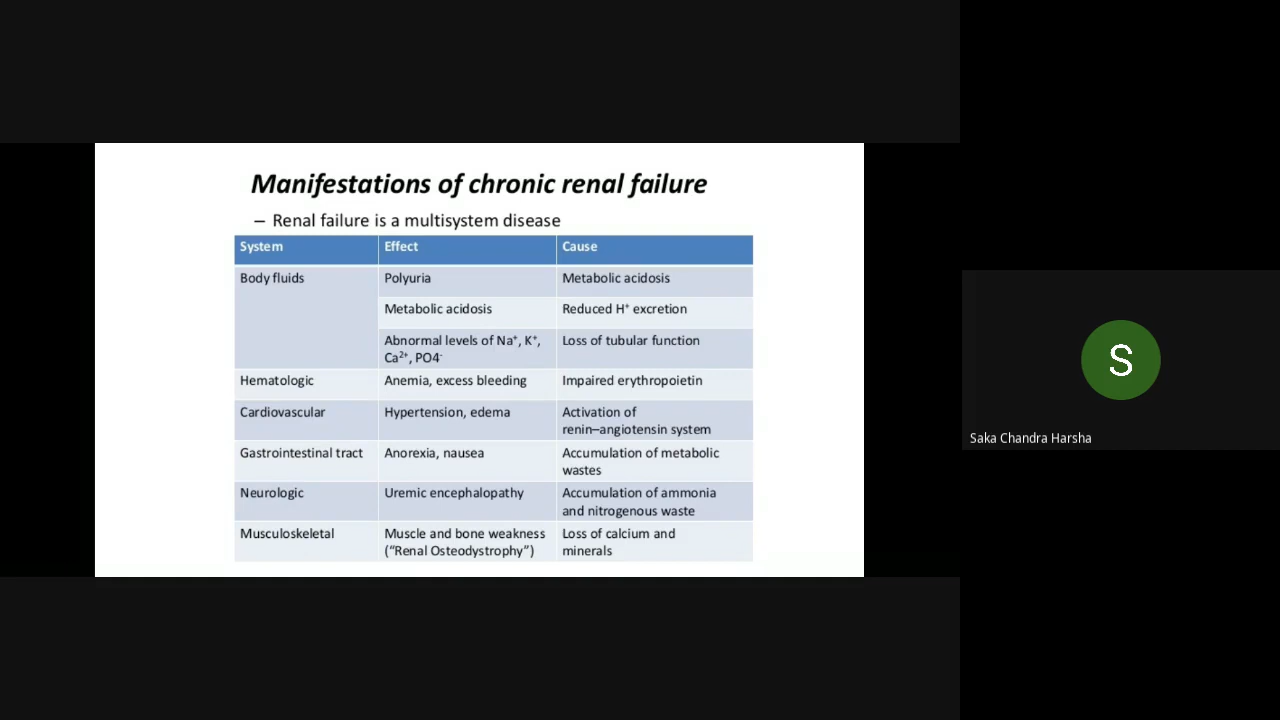 Manifestations of chronic renal failure
– Renal failure is a multisystem disease
System Effect Cause
Body fluids Polyuria Metabolic acidosis
Metabolic acidosis Reduced H⁺ excretion
Abnormal levels of Na⁺, K⁺, Loss of tubular function
Ca²⁺, PO4⁻
Hematologic Anemia, excess bleeding Impaired erythropoietin
Cardiovascular Hypertension, edema Activation of
renin–angiotensin system
Gastrointestinal tract Anorexia, nausea Accumulation of metabolic
wastes
Neurologic Uremic encephalopathy Accumulation of ammonia
and nitrogenous waste
Musculoskeletal Muscle and bone weakness Loss of calcium and
(“Renal Osteodystrophy”) minerals
S
Saka Chandra Harsha